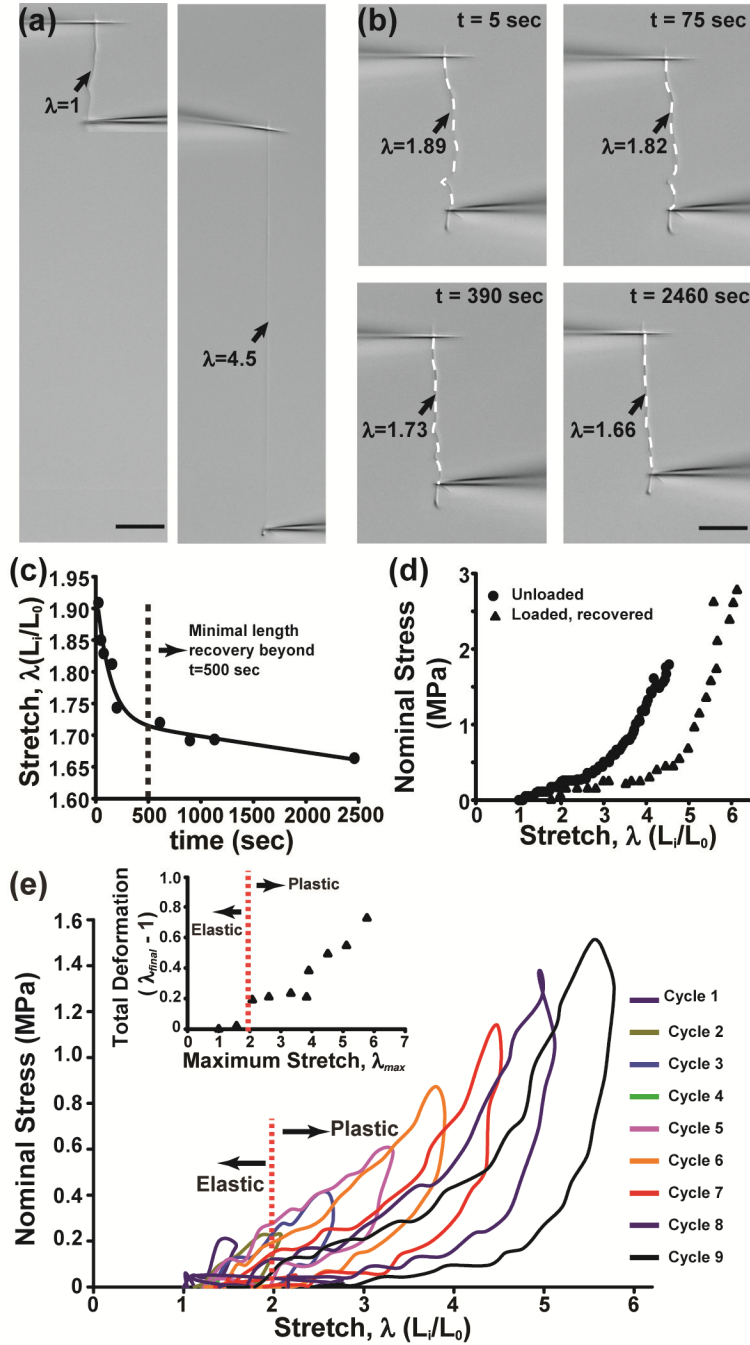 (a)
λ=1
λ=4.5
(b)
t = 5 sec
λ=1.89
t = 75 sec
λ=1.82
t = 390 sec
λ=1.73
t = 2460 sec
λ=1.66
(c)
Stretch, λ(Li/L0)
1.95
1.90
1.85
1.80
1.75
1.70
1.65
1.60
0
500
1000
1500
2000
2500
time (sec)
Minimal length
recovery beyond
t=500 sec
(d)
Nominal Stress
(MPa)
3
2
1
0
0
1
2
3
4
5
6
Stretch, λ (Li/L0)
Unloaded
Loaded, recovered
(e)
Total Deformation
(λfinal - 1)
1.0
0.8
0.6
0.4
0.2
0
0
1
2
3
4
5
6
7
Maximum Stretch, λmax
Plastic
Elastic
Nominal Stress (MPa)
1.6
1.4
1.2
1.0
0.8
0.6
0.4
0.2
0
0
1
2
3
4
5
6
Stretch, λ (Li/L0)
Plastic
Elastic
Cycle 1
Cycle 2
Cycle 3
Cycle 4
Cycle 5
Cycle 6
Cycle 7
Cycle 8
Cycle 9